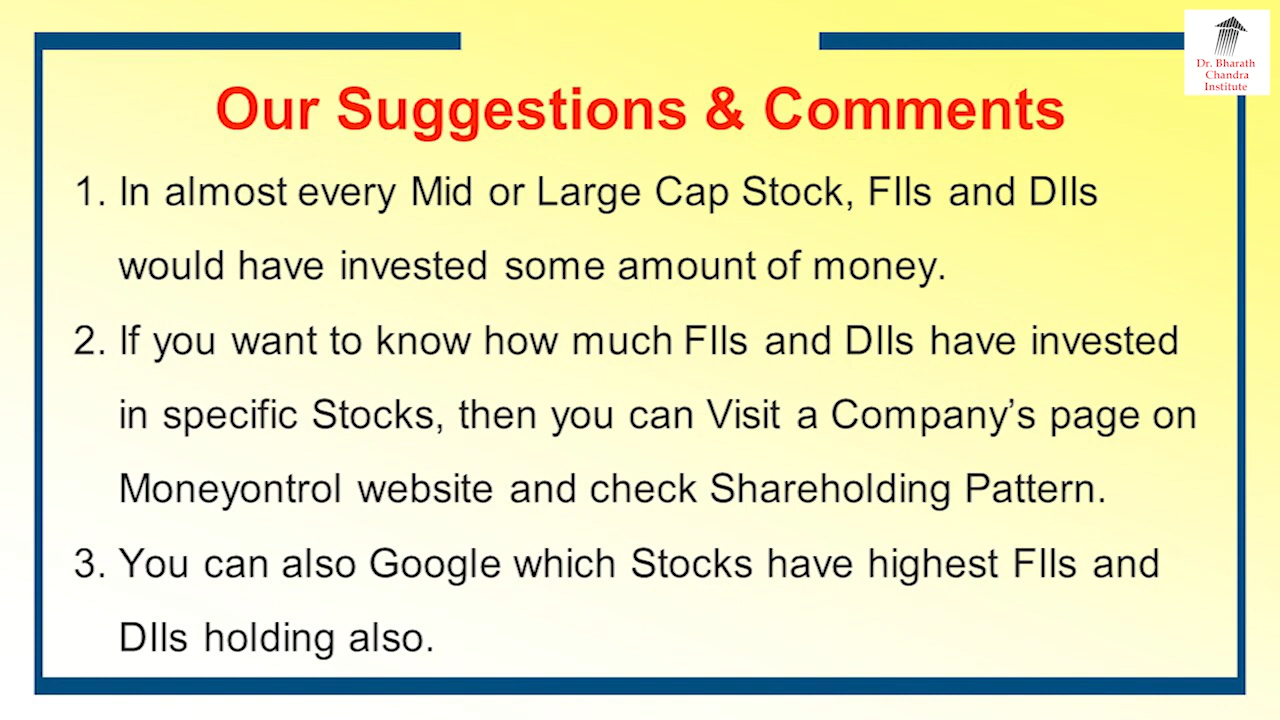 Dr. Bharath
Chandra
Institute
Our Suggestions & Comments
1. In almost every Mid or Large Cap Stock, FIIs and DIIs
would have invested some amount of money.
2. If you want to know how much FIIs and DIIs have invested
in specific Stocks, then you can Visit a Company’s page on
Moneyontrol website and check Shareholding Pattern.
3. You can also Google which Stocks have highest FIIs and
DIIs holding also.